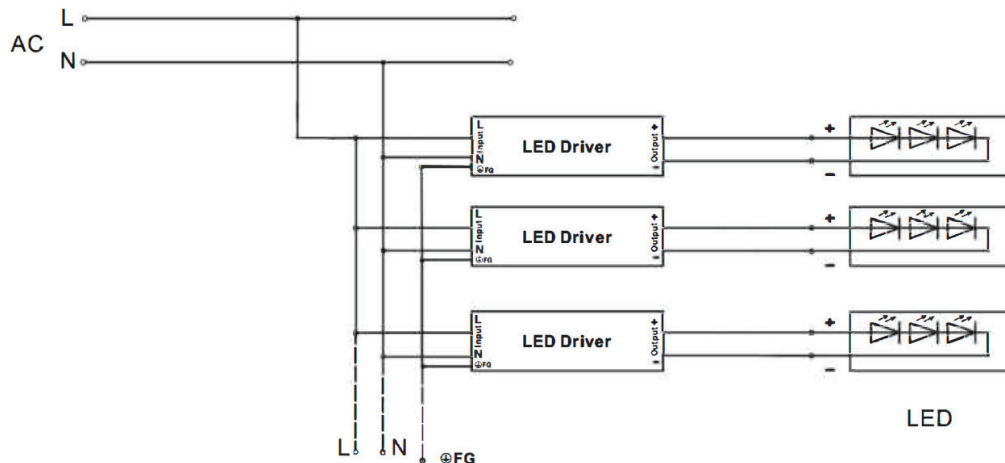 L
AC
N
L
Input
N
⏚FG
LED Driver
Output
+
-
+
-
L
Input
N
⏚FG
LED Driver
Output
+
-
+
-
L
Input
N
⏚FG
LED Driver
Output
+
-
+
-
LED
L
N
⏚FG